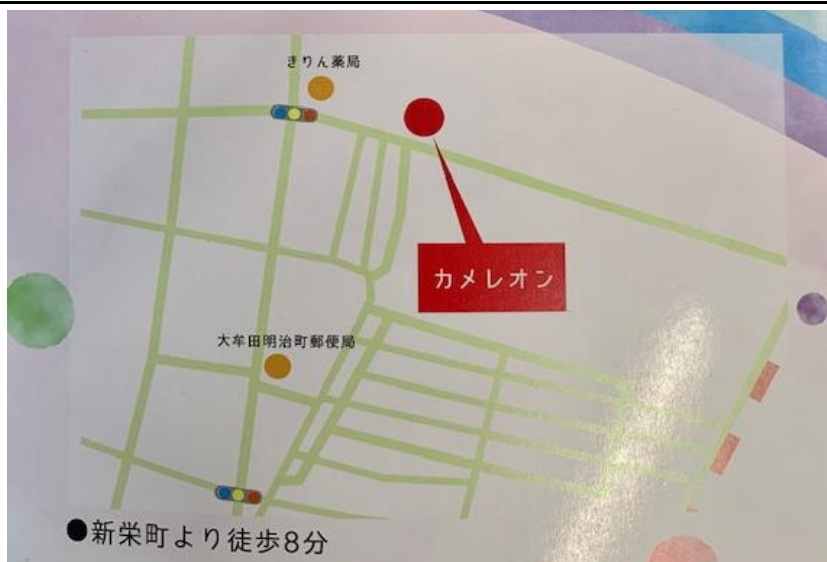 きりん薬局
カメレオン
大牟田明治町郵便局
●新栄町より徒歩8分